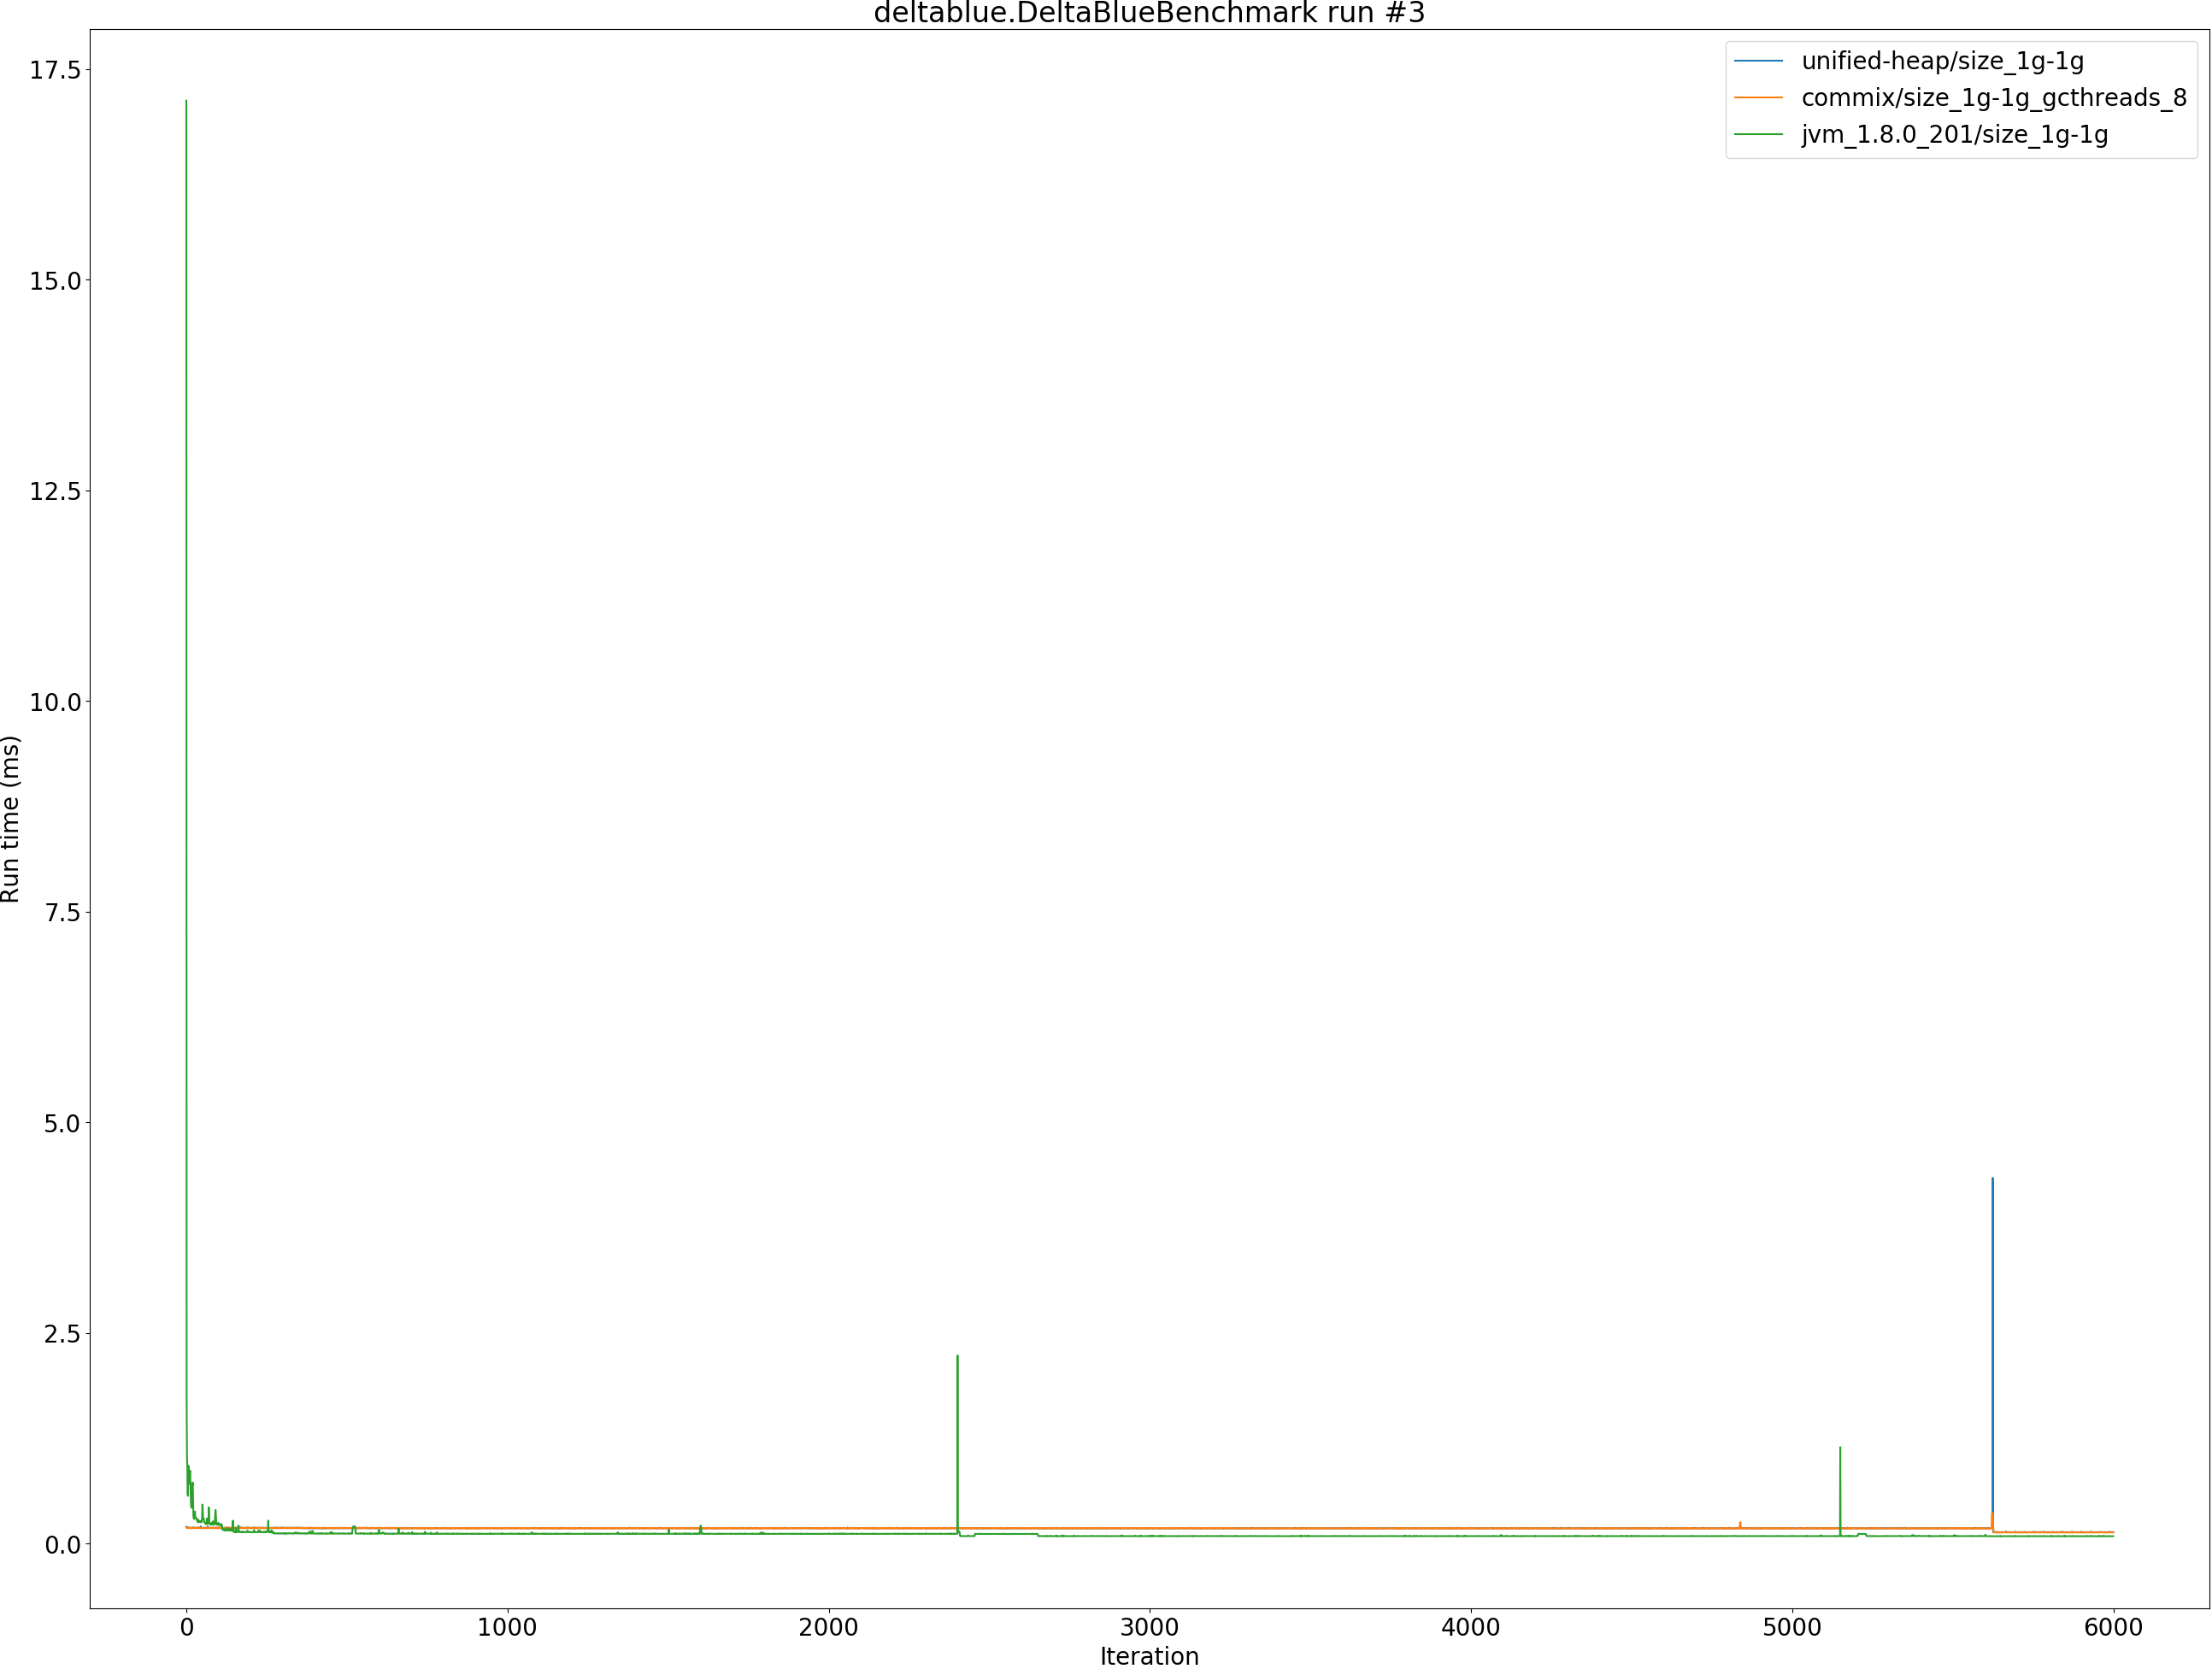 deltablue.DeltaBlueBenchmark run #3
unified-heap/size_1g-1g
commix/size_1g-1g_gcthreads_8
jvm_1.8.0_201/size_1g-1g
Run time (ms)
17.5
15.0
12.5
10.0
7.5
5.0
2.5
0.0
0 1000 2000 3000 4000 5000 6000
Iteration